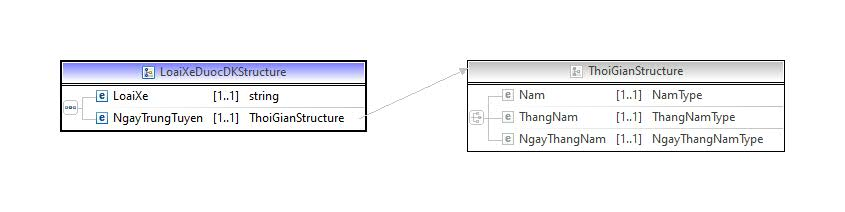 LoaiXeDuocDKStructure
LoaiXe [1..1] string
NgayTrungTuyen [1..1] ThoiGianStructure
ThoiGianStructure
Nam [1..1] NamType
ThangNam [1..1] ThangNamType
NgayThangNam [1..1] NgayThangNamType